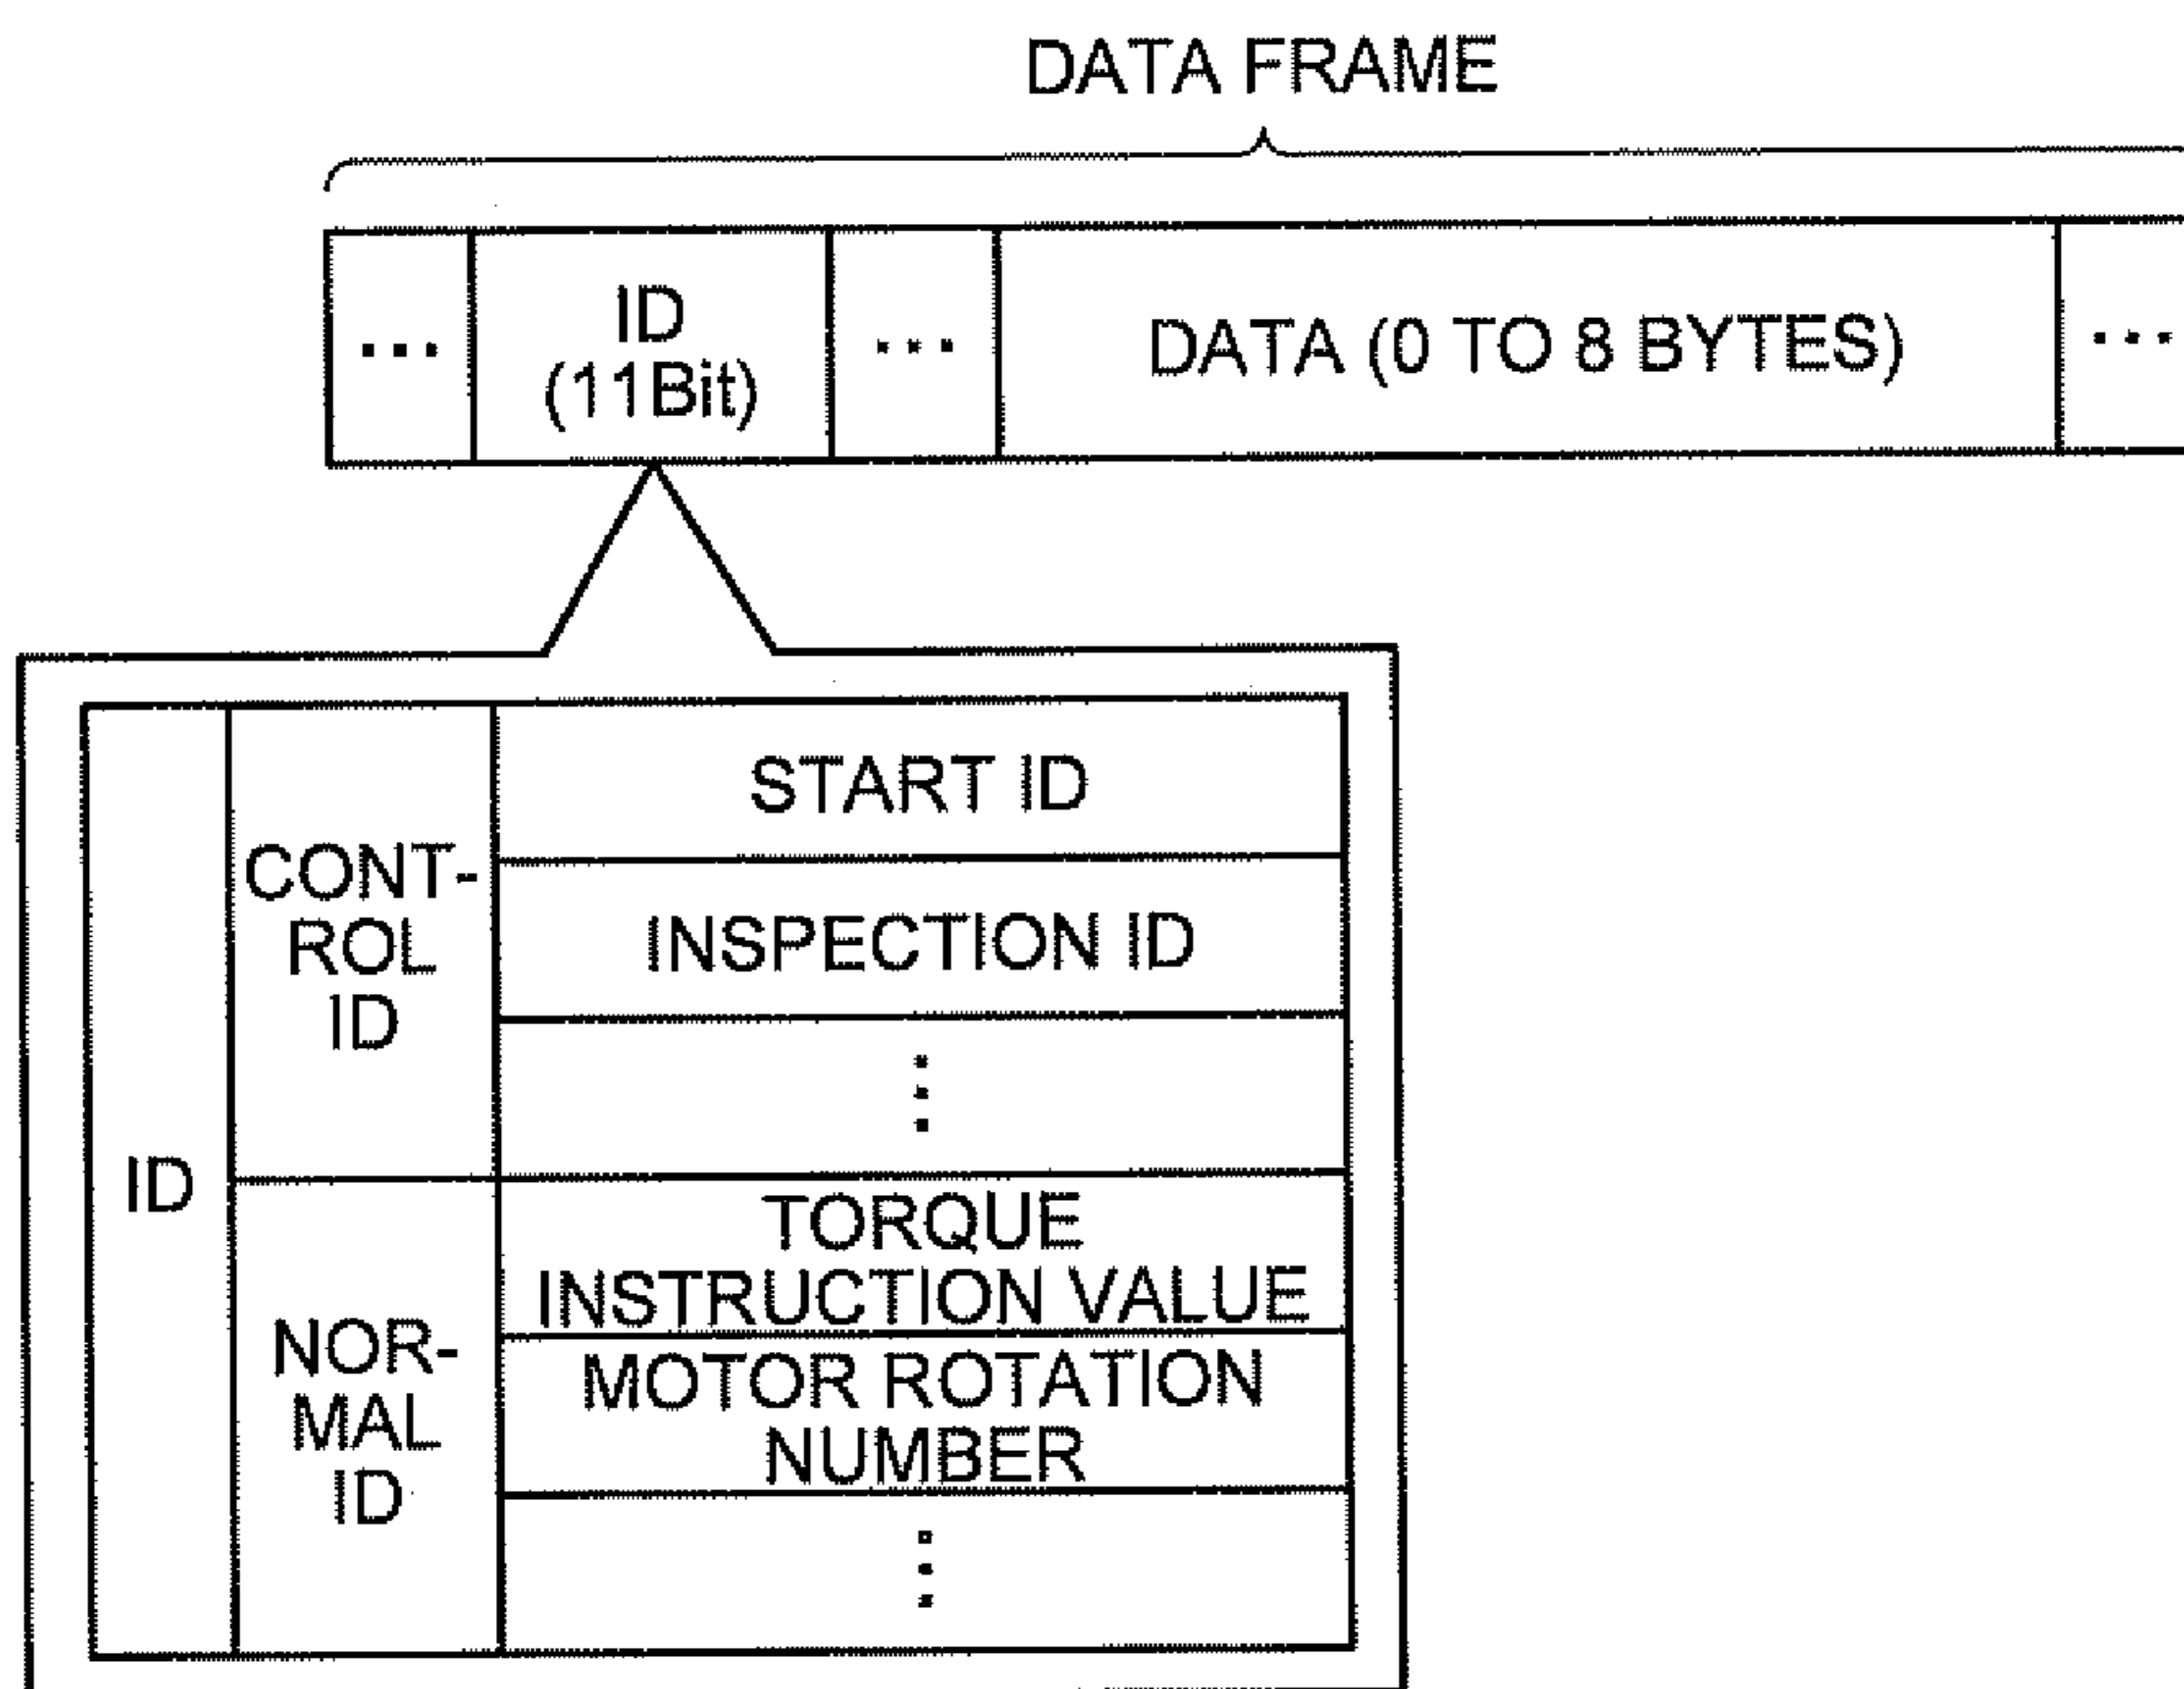 DATA FRAME
...
ID
(11Bit)
...
DATA (0 TO 8 BYTES)
...
ID
CONT-
ROL
ID
START ID
INSPECTION ID
⋮
NOR-
MAL
ID
TORQUE
INSTRUCTION VALUE
MOTOR ROTATION
NUMBER
⋮